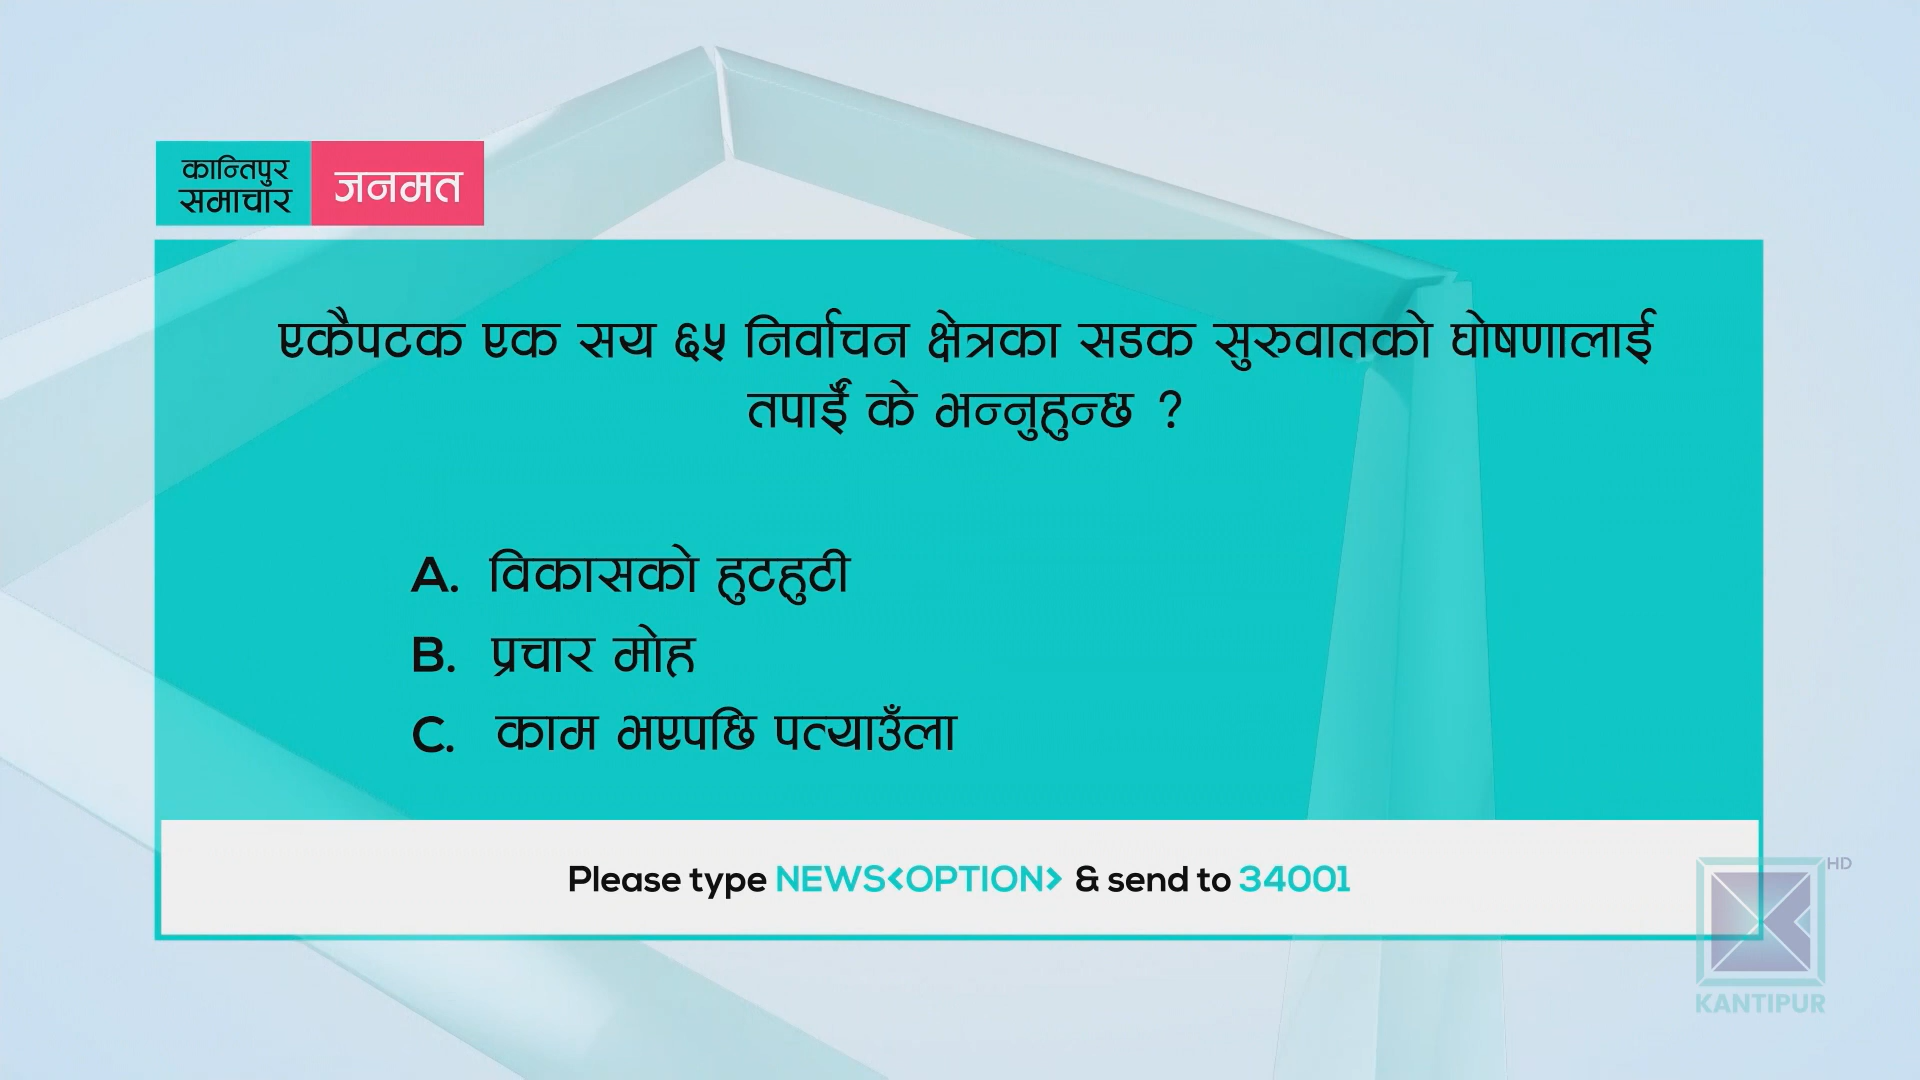 कान्तिपुर
समाचार
जनमत
एकैपटक एक सय ६५ निर्वाचन क्षेत्रका सडक सुरुवातको घोषणालाई
तपाईँ के भन्नुहुन्छ ?
A. विकासको हुटहुटी
B. प्रचार मोह
C. काम भएपछि पत्याउँला
Please type NEWS<OPTION> & send to 34001
HD
KANTIPUR